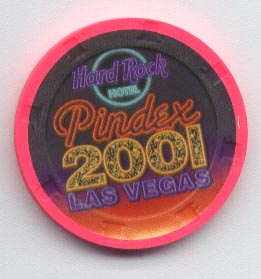 Hard Rock
HOTEL
Pindex
2001
LAS VEGAS